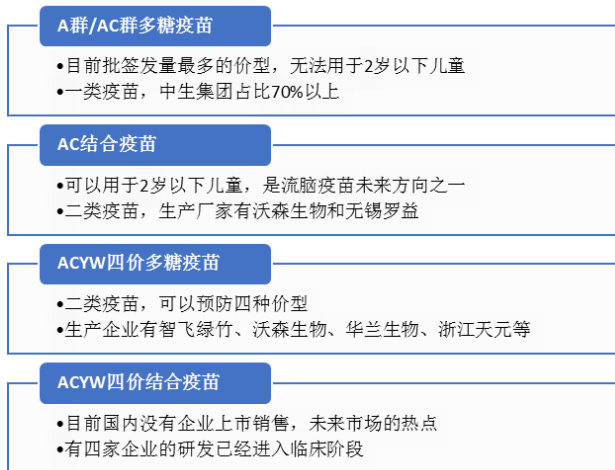 A群/AC群多糖疫苗
•目前批签发量最多的价型，无法用于2岁以下儿童
•一类疫苗，中生集团占比70%以上
AC结合疫苗
•可以用于2岁以下儿童，是流脑疫苗未来方向之一
•二类疫苗，生产厂家有沃森生物和无锡罗益
ACYW四价多糖疫苗
•二类疫苗，可以预防四种价型
•生产企业有智飞绿竹、沃森生物、华兰生物、浙江天元等
ACYW四价结合疫苗
•目前国内没有企业上市销售，未来市场的热点
•有四家企业的研发已经进入临床阶段